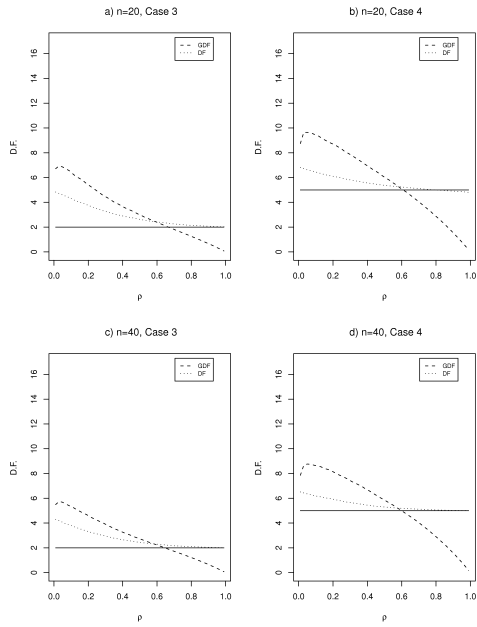 a) n=20, Case 3
GDF
DF
D.F.
0 2 4 6 8 10 12 14 16
0.0 0.2 0.4 0.6 0.8 1.0
ρ
b) n=20, Case 4
GDF
DF
D.F.
0 2 4 6 8 10 12 14 16
0.0 0.2 0.4 0.6 0.8 1.0
ρ
c) n=40, Case 3
GDF
DF
D.F.
0 2 4 6 8 10 12 14 16
0.0 0.2 0.4 0.6 0.8 1.0
ρ
d) n=40, Case 4
GDF
DF
D.F.
0 2 4 6 8 10 12 14 16
0.0 0.2 0.4 0.6 0.8 1.0
ρ